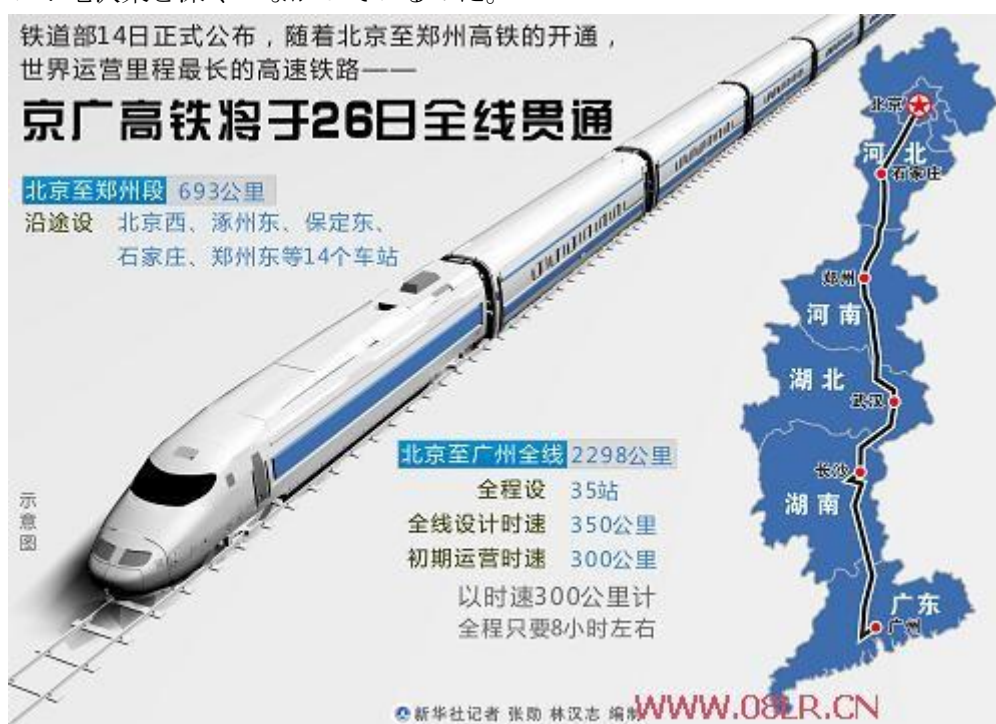 铁道部14日正式公布，随着北京至郑州高铁的开通，
世界运营里程最长的高速铁路——
京广高铁将于26日全线贯通
北京至郑州段 693公里
沿途设 北京西、涿州东、保定东、
石家庄、郑州东等14个车站
北京至广州全线 2298公里
全程设 35站
全线设计时速 350公里
初期运营时速 300公里
以时速300公里计
全程只要8小时左右
示意图
北京
河北
石家庄
郑州
河南
湖北
武汉
长沙
湖南
广东
广州
新华社记者 张勋 林汉志 编制
WWW.08LR.CN